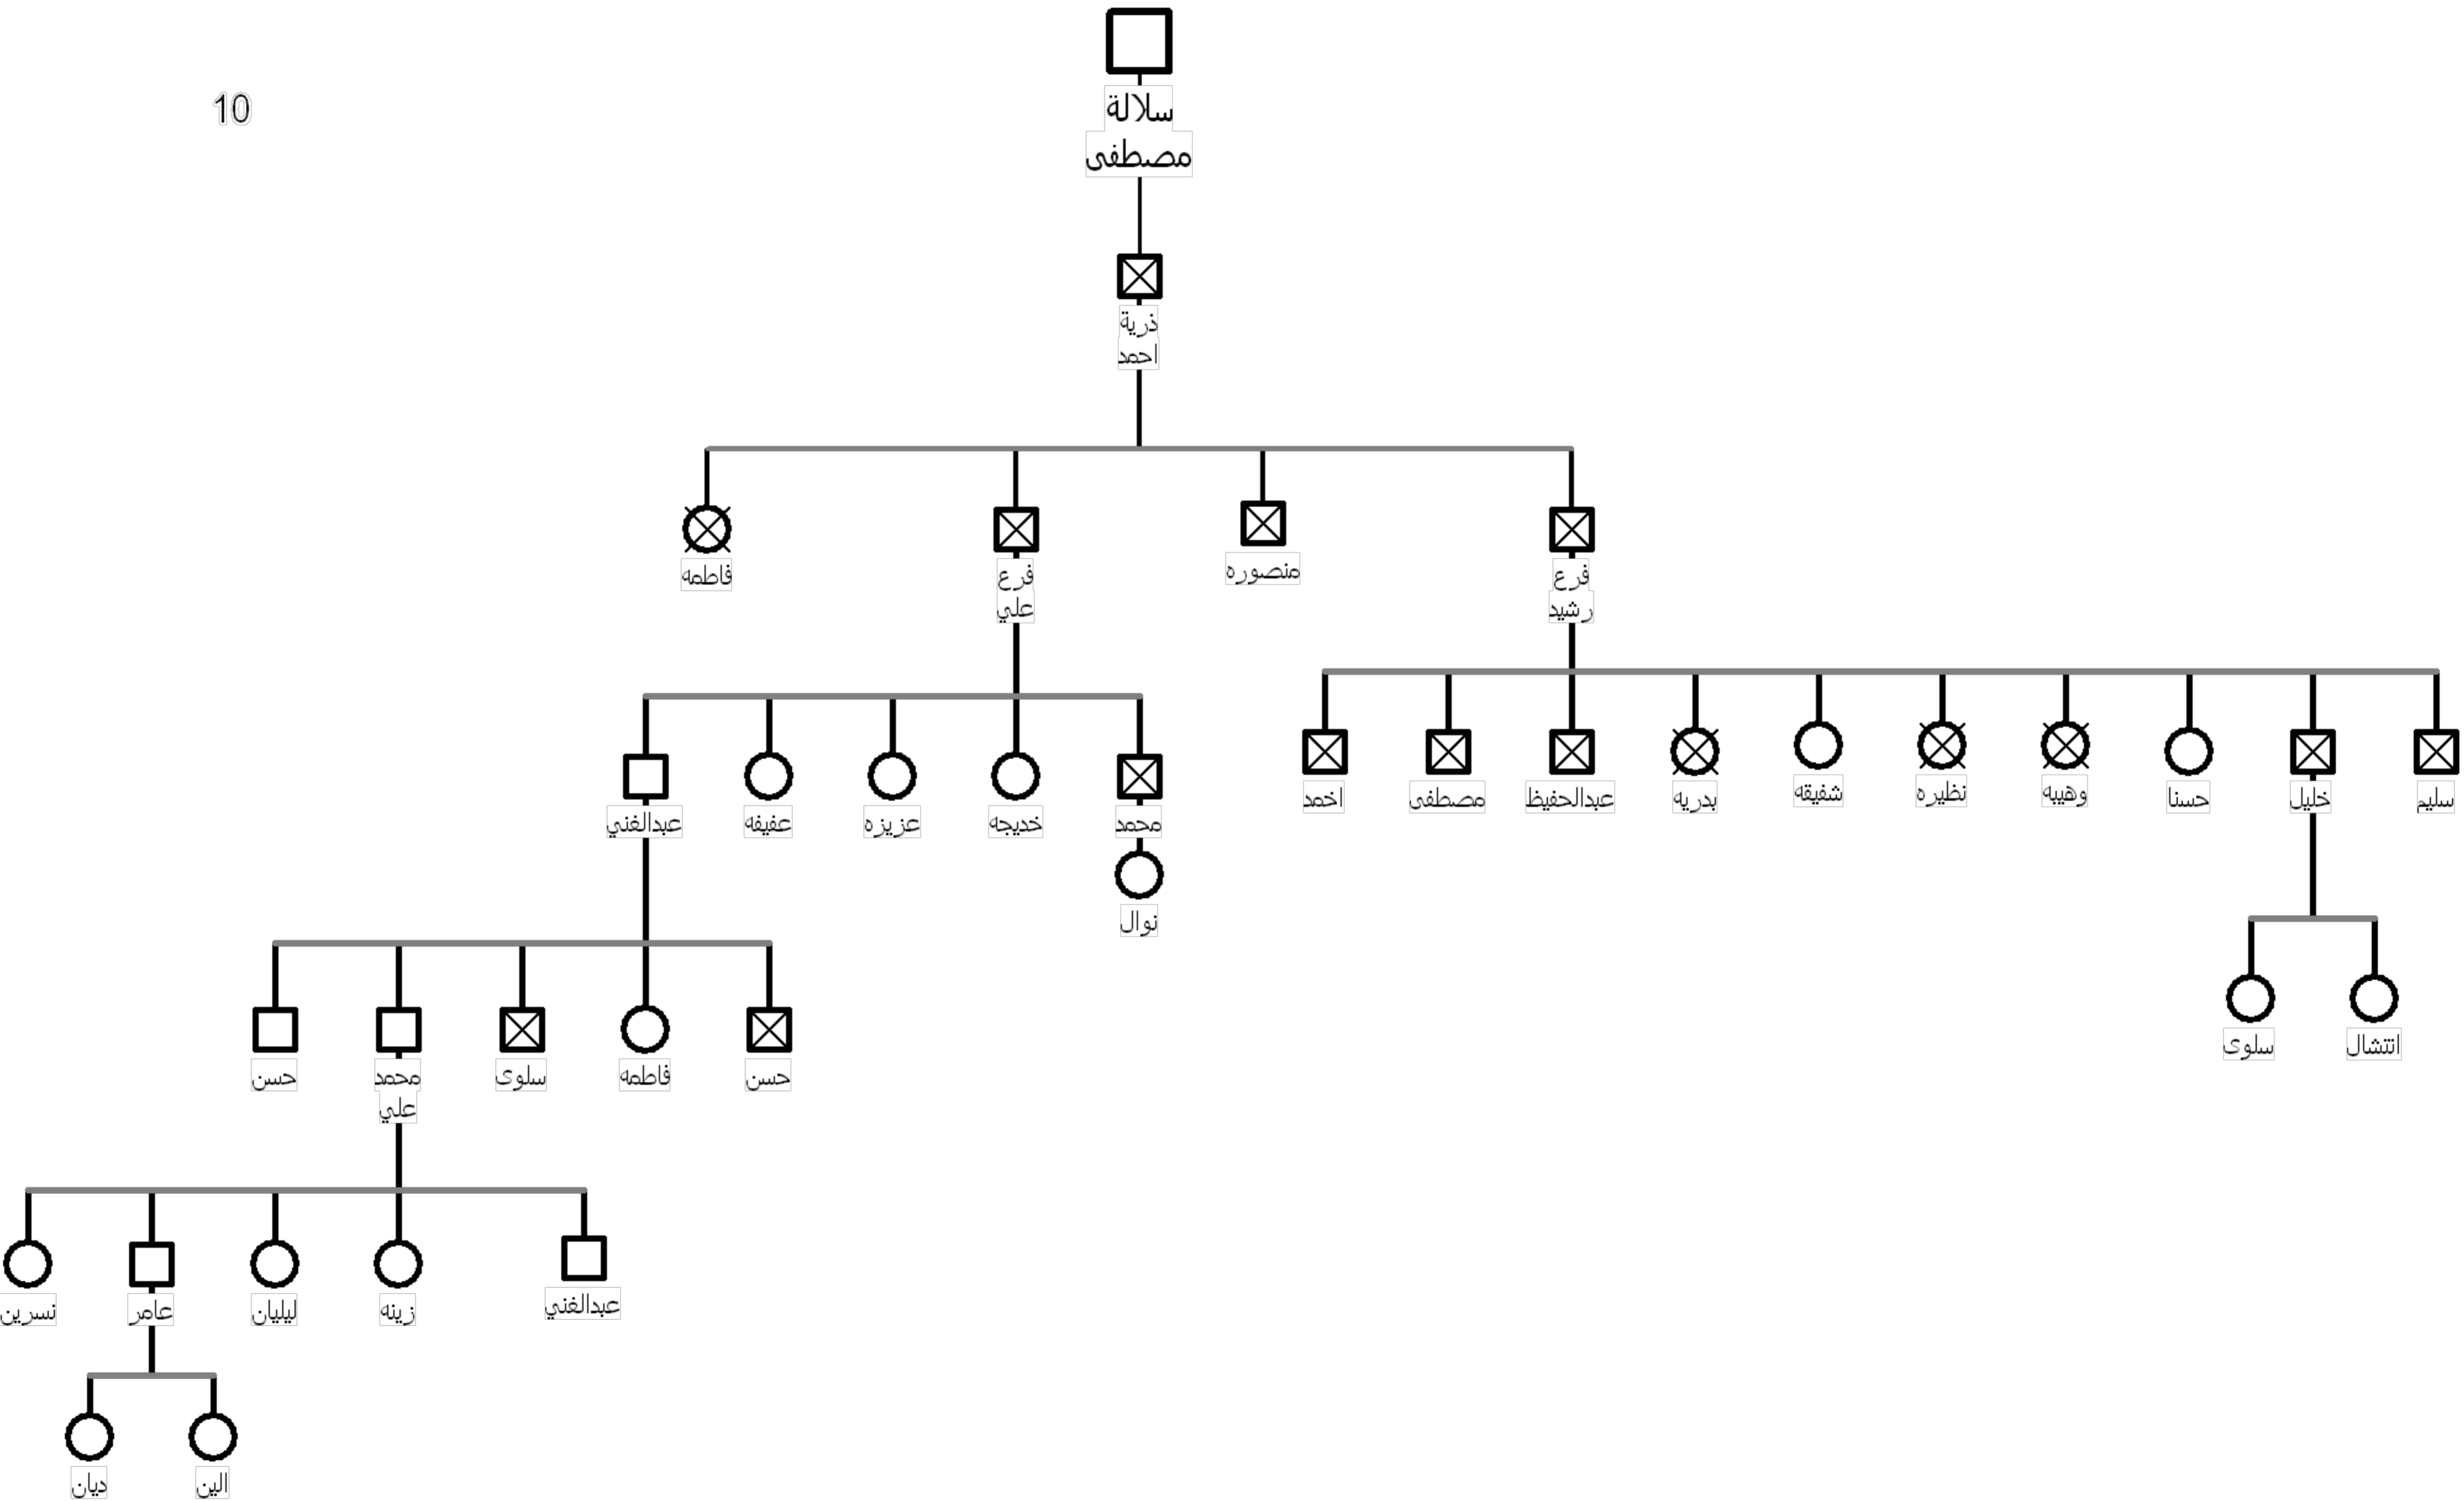 10
سلالة
مصطفى
ذرية
احمد
فاطمه
فرع
علي
منصوره
فرع
رشيد
عبدالغني
عفيفه
عزيزه
خديجه
محمد
اخمد
مصطفى
عبدالحفيظ
بدريه
شفيقه
نظيره
وهيبه
حسنا
خليل
سليم
نوال
حسن
محمد
علي
سلوى
فاطمه
حسن
سلوى
انتشال
نسرين
عامر
ليليان
زينه
عبدالغني
ديان
الين